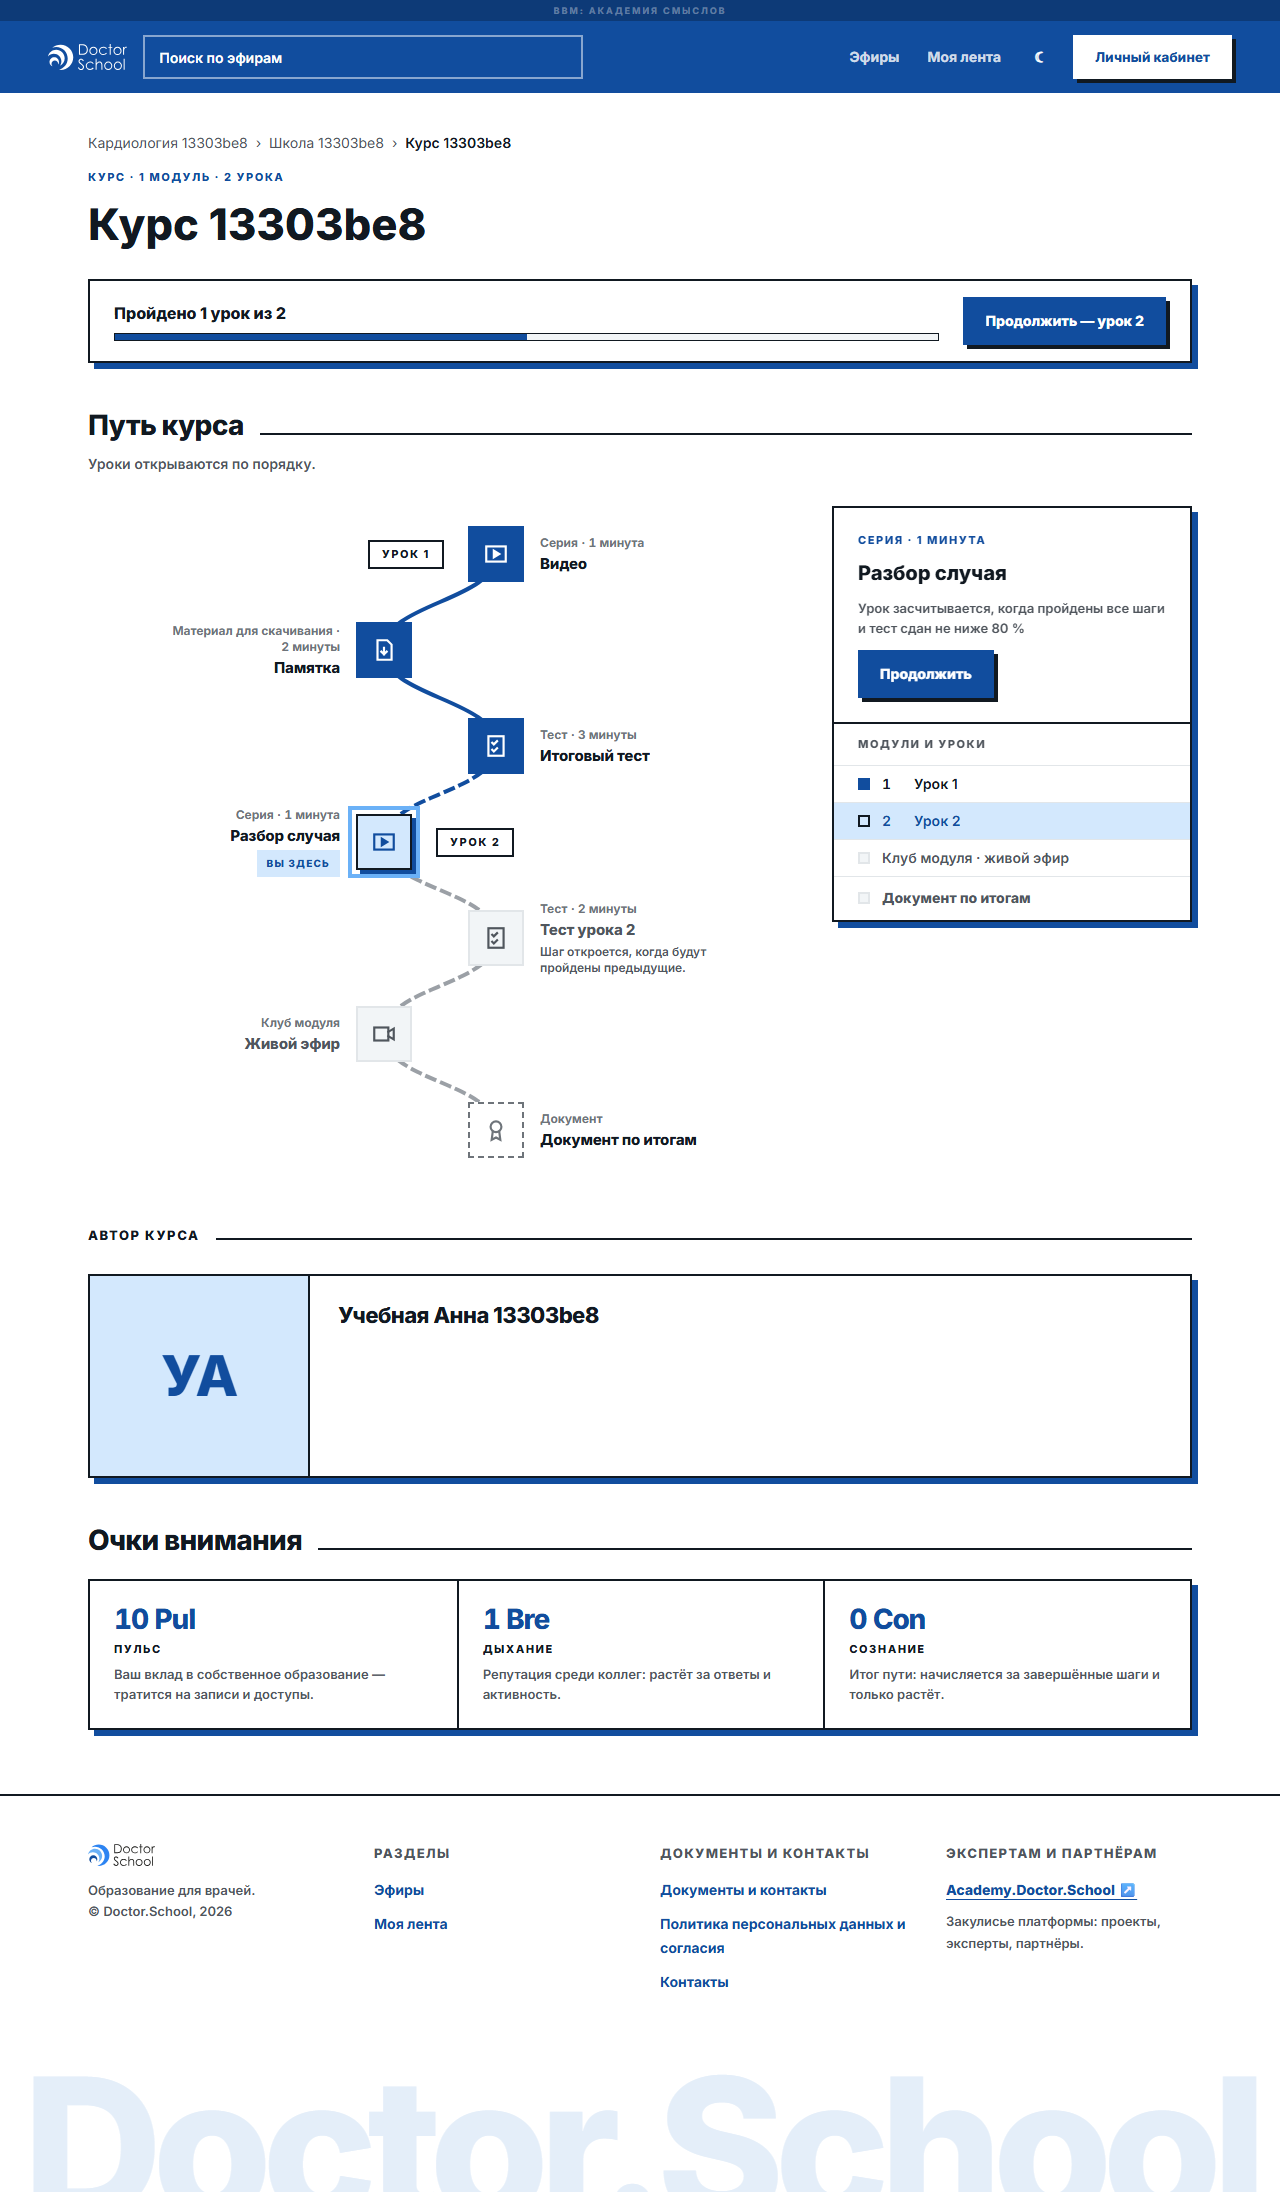 ВВМ: АКАДЕМИЯ СМЫСЛОВ
Doctor
School
Поиск по эфирам
Эфиры
Моя лента
Личный кабинет
Кардиология 13303be8 › Школа 13303be8 › Курс 13303be8
КУРС · 1 МОДУЛЬ · 2 УРОКА
Курс 13303be8
Пройдено 1 урок из 2
Продолжить — урок 2
Путь курса
Уроки открываются по порядку.
УРОК 1
Серия · 1 минута
Видео
Материал для скачивания ·
2 минуты
Памятка
Тест · 3 минуты
Итоговый тест
Серия · 1 минута
Разбор случая
ВЫ ЗДЕСЬ
УРОК 2
Тест · 2 минуты
Тест урока 2
Шаг откроется, когда будут
пройдены предыдущие.
Клуб модуля
Живой эфир
Документ
Документ по итогам
СЕРИЯ · 1 МИНУТА
Разбор случая
Урок засчитывается, когда пройдены все шаги
и тест сдан не ниже 80 %
Продолжить
МОДУЛИ И УРОКИ
1 Урок 1
2 Урок 2
Клуб модуля · живой эфир
Документ по итогам
АВТОР КУРСА
УА
Учебная Анна 13303be8
Очки внимания
10 Pul
ПУЛЬС
Ваш вклад в собственное образование —
тратится на записи и доступы.
1 Bre
ДЫХАНИЕ
Репутация среди коллег: растёт за ответы и
активность.
0 Con
СОЗНАНИЕ
Итог пути: начисляется за завершённые шаги и
только растёт.
Doctor
School
Образование для врачей.
© Doctor.School, 2026
РАЗДЕЛЫ
Эфиры
Моя лента
ДОКУМЕНТЫ И КОНТАКТЫ
Документы и контакты
Политика персональных данных и
согласия
Контакты
ЭКСПЕРТАМ И ПАРТНЁРАМ
Academy.Doctor.School ↗
Закулисье платформы: проекты,
эксперты, партнёры.
Doctor.School